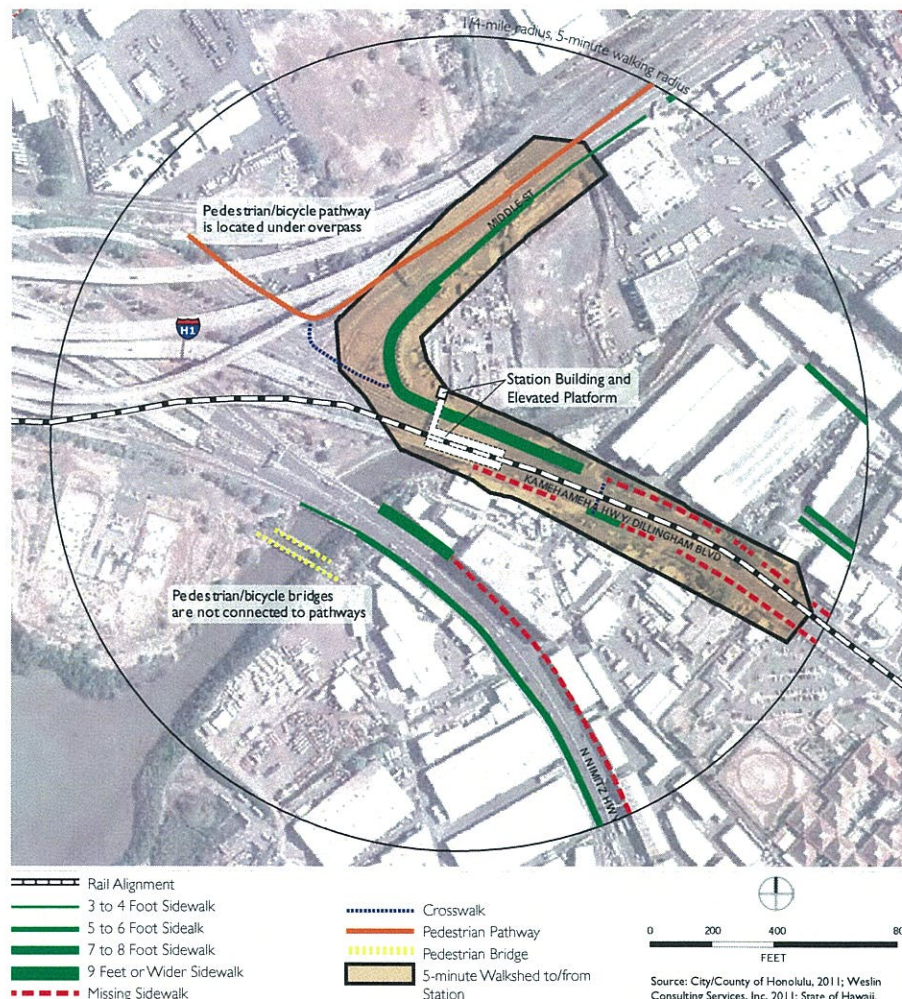 1/4-mile radius, 5-minute walking radius
Pedestrian/bicycle pathway
is located under overpass
MIDDLE ST
H1
Station Building and
Elevated Platform
KAMEHAMEHA HWY/ DILLINGHAM BLVD
Pedestrian/bicycle bridges
are not connected to pathways
N NIMITZ HWY
Rail Alignment
3 to 4 Foot Sidewalk
5 to 6 Foot Sidealk
7 to 8 Foot Sidewalk
9 Feet or Wider Sidewalk
Missing Sidewalk
Crosswalk
Pedestrian Pathway
Pedestrian Bridge
5-minute Walkshed to/from
Station
0 200 400 80
FEET
Source: City/County of Honolulu, 2011; Weslin
Consulting Services, Inc. 2011; State of Hawaii,